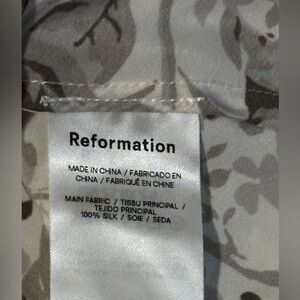 Reformation
MADE IN CHINA / FABRICADO EN
CHINA / FABRIQUÉ EN CHINE
MAIN FABRIC / TISSU PRINCIPAL /
TEJIDO PRINCIPAL
100% SILK / SOIE / SEDA